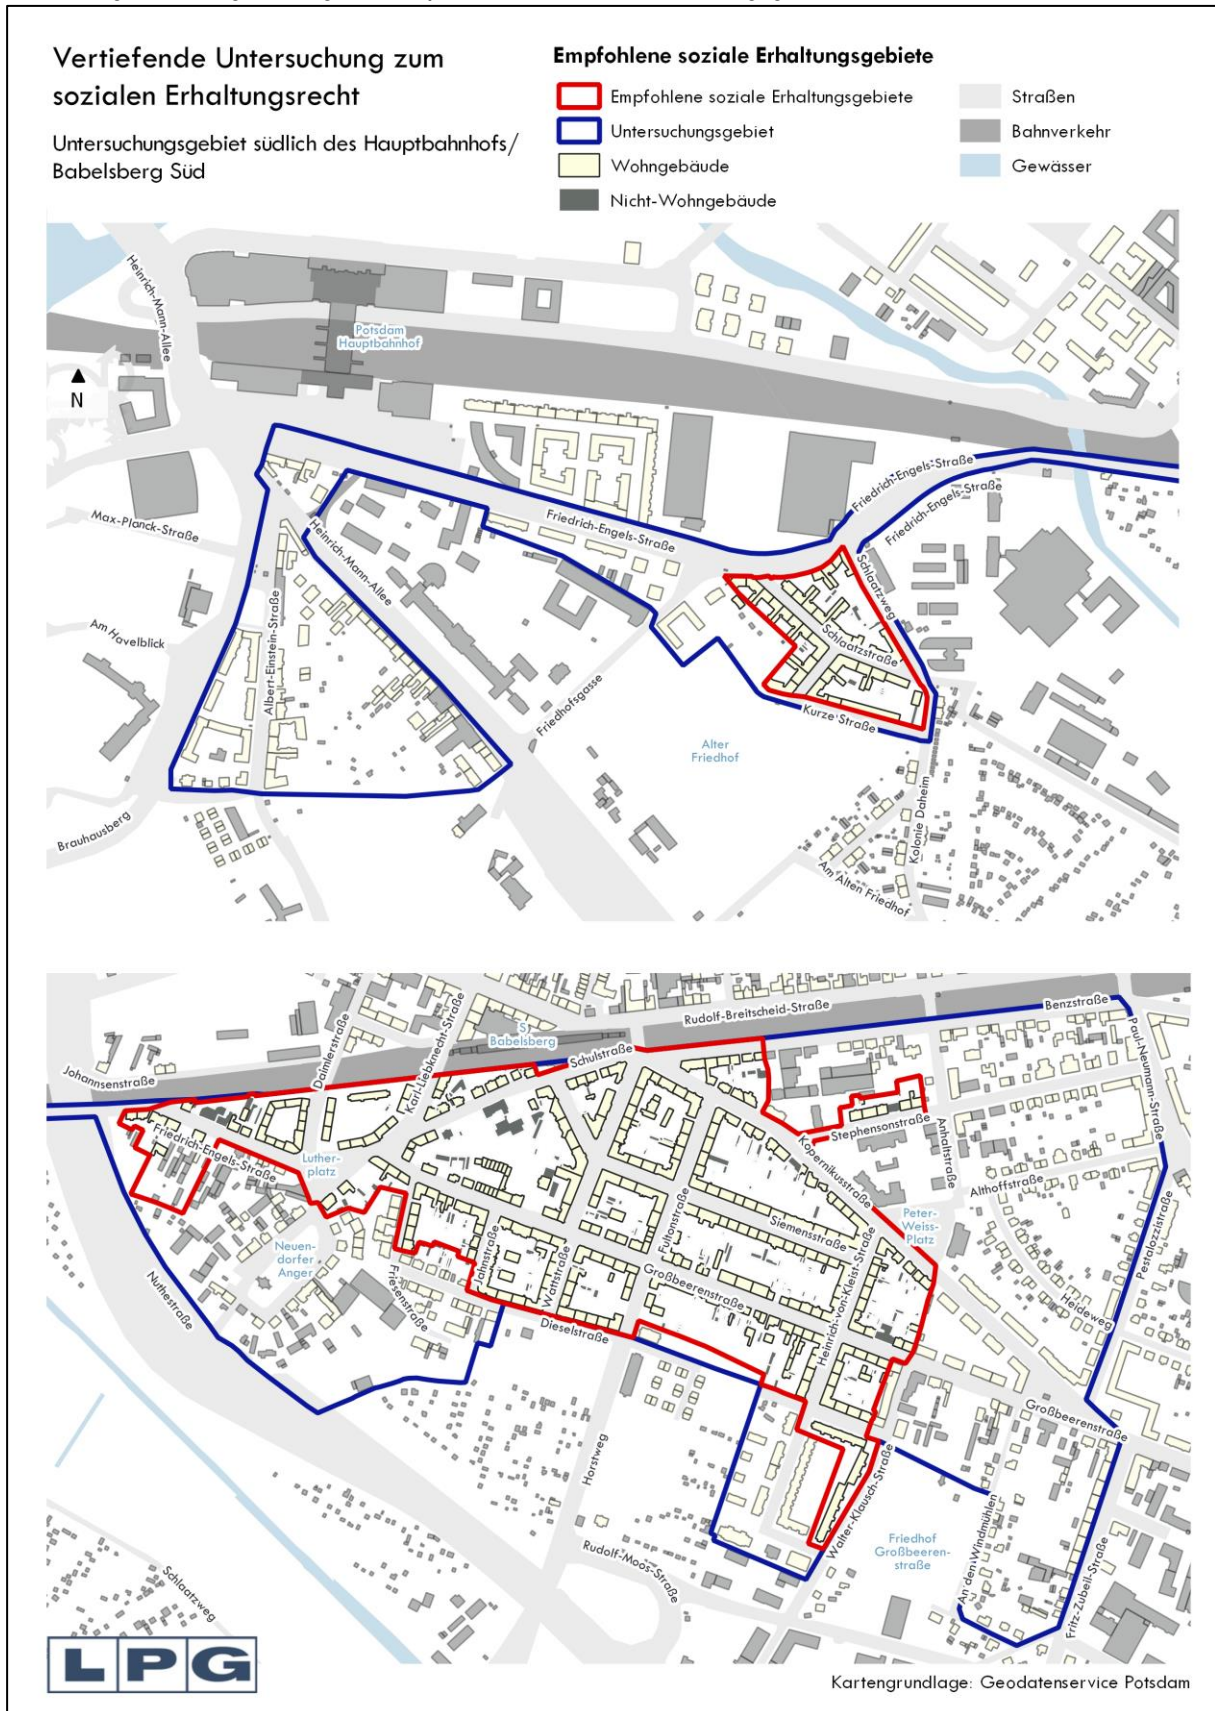 Vertiefende Untersuchung zum
sozialen Erhaltungsrecht
Untersuchungsgebiet südlich des Hauptbahnhofs/
Babelsberg Süd
Empfohlene soziale Erhaltungsgebiete
Empfohlene soziale Erhaltungsgebiete
Untersuchungsgebiet
Wohngebäude
Nicht-Wohngebäude
Straßen
Bahnverkehr
Gewässer
Heinrich-Mann-Allee
Potsdam
Hauptbahnhof
N
Max-Planck-Straße
Heinrich-Mann-Allee
Friedrich-Engels-Straße
Friedrich-Engels-Straße
Friedrich-Engels-Straße
Schlaatzweg
Am Havelblick
Albert-Einstein-Straße
Schlaatzstraße
Friedhofsgasse
Kurze Straße
Alter
Friedhof
Brauhausberg
Kolonie Daheim
Am Alten Friedhof
Benzstraße
Rudolf-Breitscheid-Straße
S
Babelsberg
Schulstraße
Johannsenstraße
Daimlerstraße
Karl-Liebknecht-Straße
Paul-Neumann-Straße
Friedrich-Engels-Straße
Luther-
platz
Stephensonstraße
Anhaltstraße
Kopernikusstraße
Althoffstraße
Peter-
Weiss-
Platz
Siemensstraße
Fultonstraße
Pestalozzistraße
Neuen-
dorfer
Anger
Nuthestraße
Friesenstraße
Jahnstraße
Wattstraße
Großbeerenstraße
Heinrich-von-Kleist-Straße
Heideweg
Dieselstraße
Großbeerenstraße
Horstweg
Walter-Klausch-Straße
An den Windmühlen
Friedhof
Großbeeren-
straße
Fritz-Zubeil-Straße
Rudolf-Moos-Straße
Schlaatzweg
LPG
Kartengrundlage: Geodatenservice Potsdam